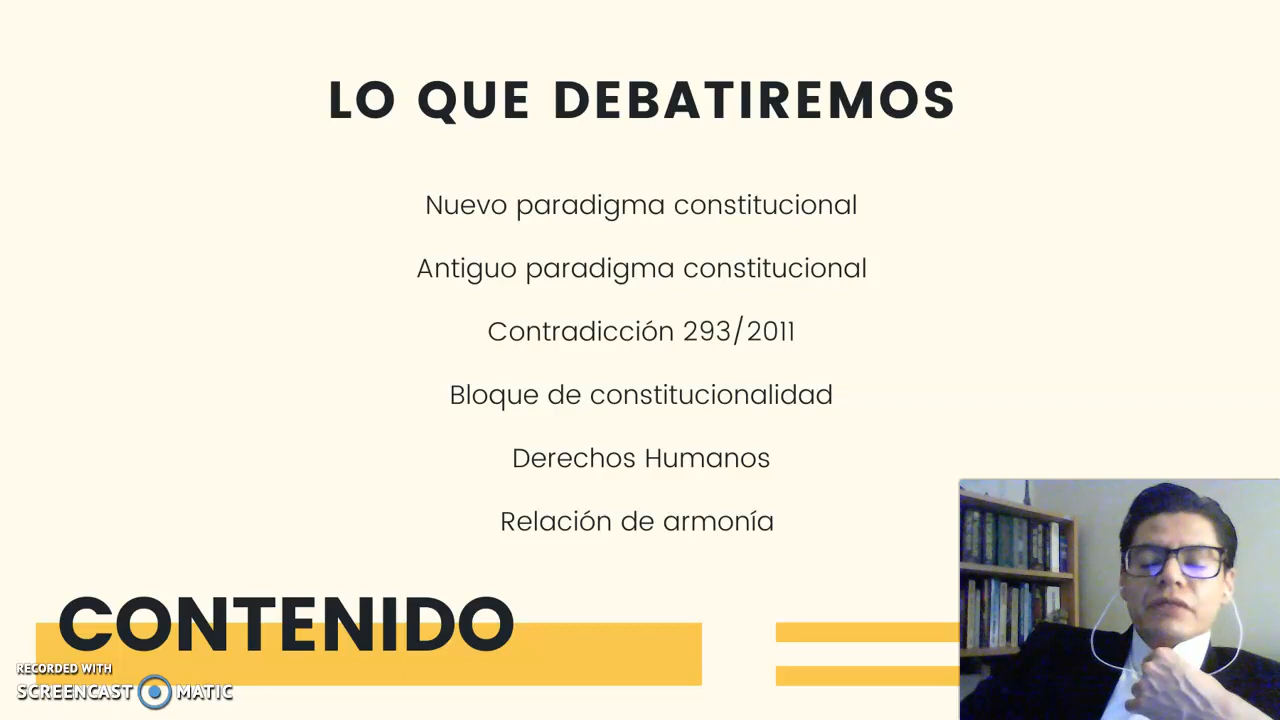 LO QUE DEBATIREMOS
Nuevo paradigma constitucional
Antiguo paradigma constitucional
Contradicción 293/2011
Bloque de constitucionalidad
Derechos Humanos
Relación de armonía
CONTENIDO
RECORDED WITH
SCREENCAST MATIC